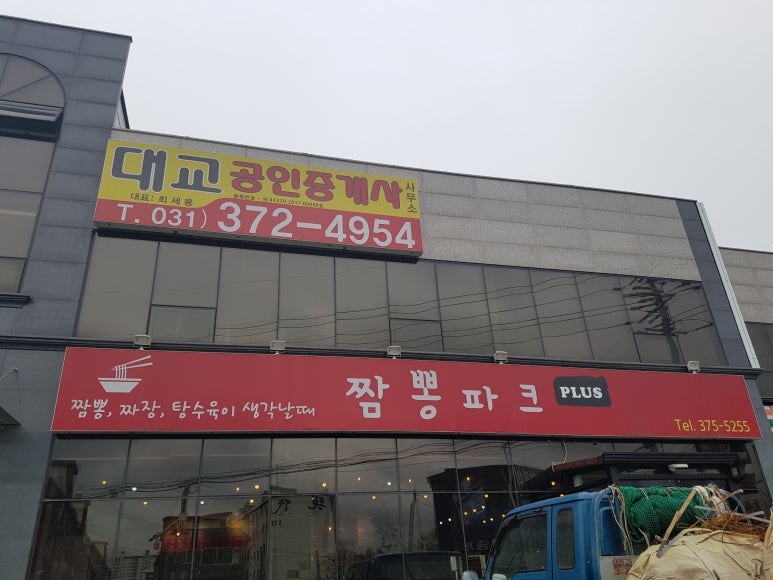 대교 공인중개사 사무소
대표: 최세용
T. 031) 372-4954
짬뽕, 짜장, 탕수육이 생각날때
짬뽕파크 PLUS
Tel. 375-5255